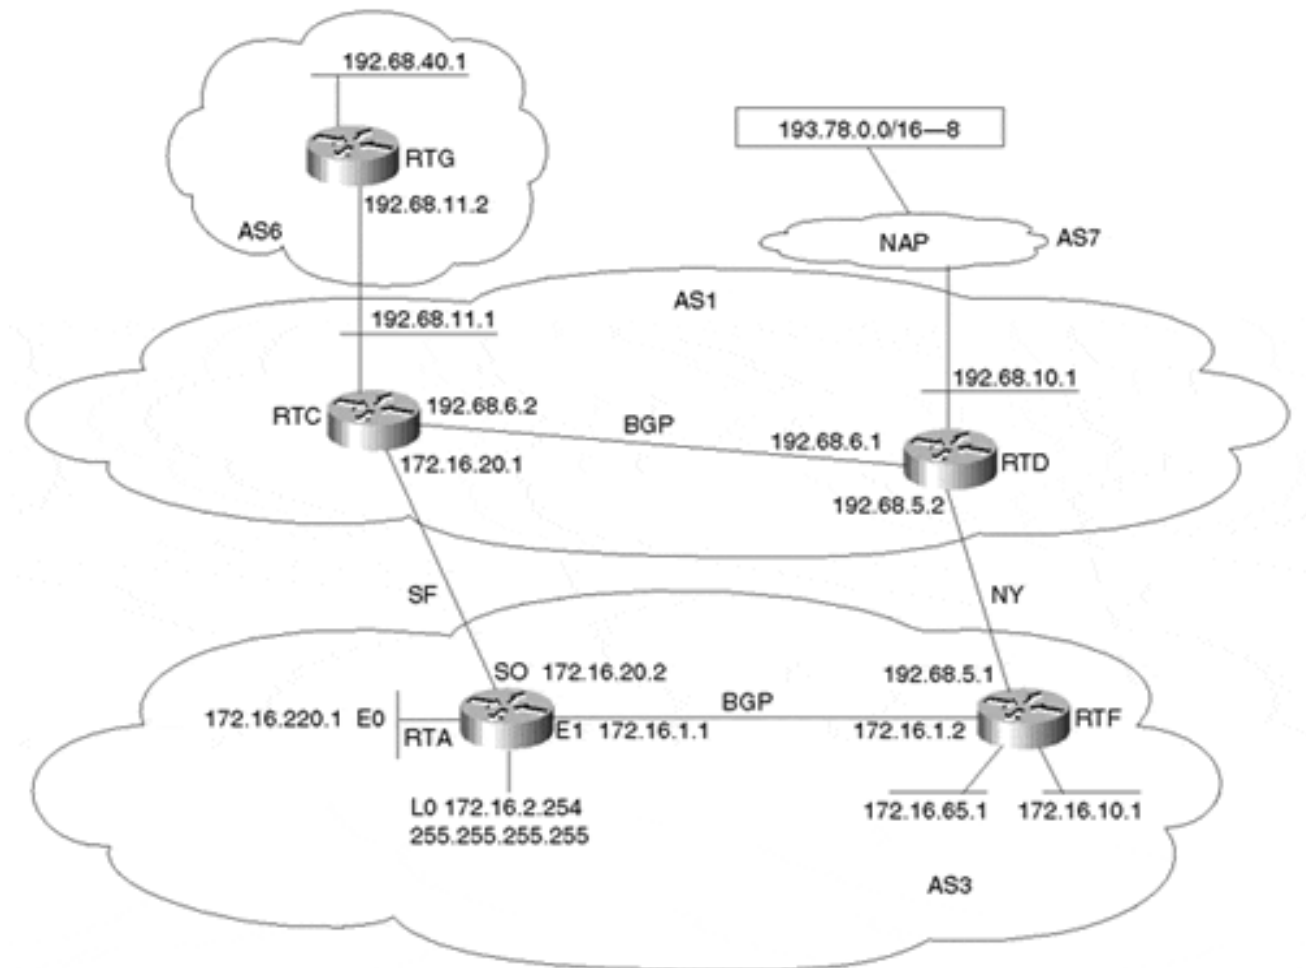 192.68.40.1
RTG
192.68.11.2
AS6
193.78.0.0/16—8
NAP
AS7
AS1
192.68.11.1
192.68.10.1
RTC
192.68.6.2
BGP
192.68.6.1
RTD
172.16.20.1
192.68.5.2
SF
NY
SO 172.16.20.2
192.68.5.1
172.16.220.1 E0
RTA
E1 172.16.1.1
BGP
172.16.1.2
RTF
L0 172.16.2.254
255.255.255.255
172.16.65.1
172.16.10.1
AS3